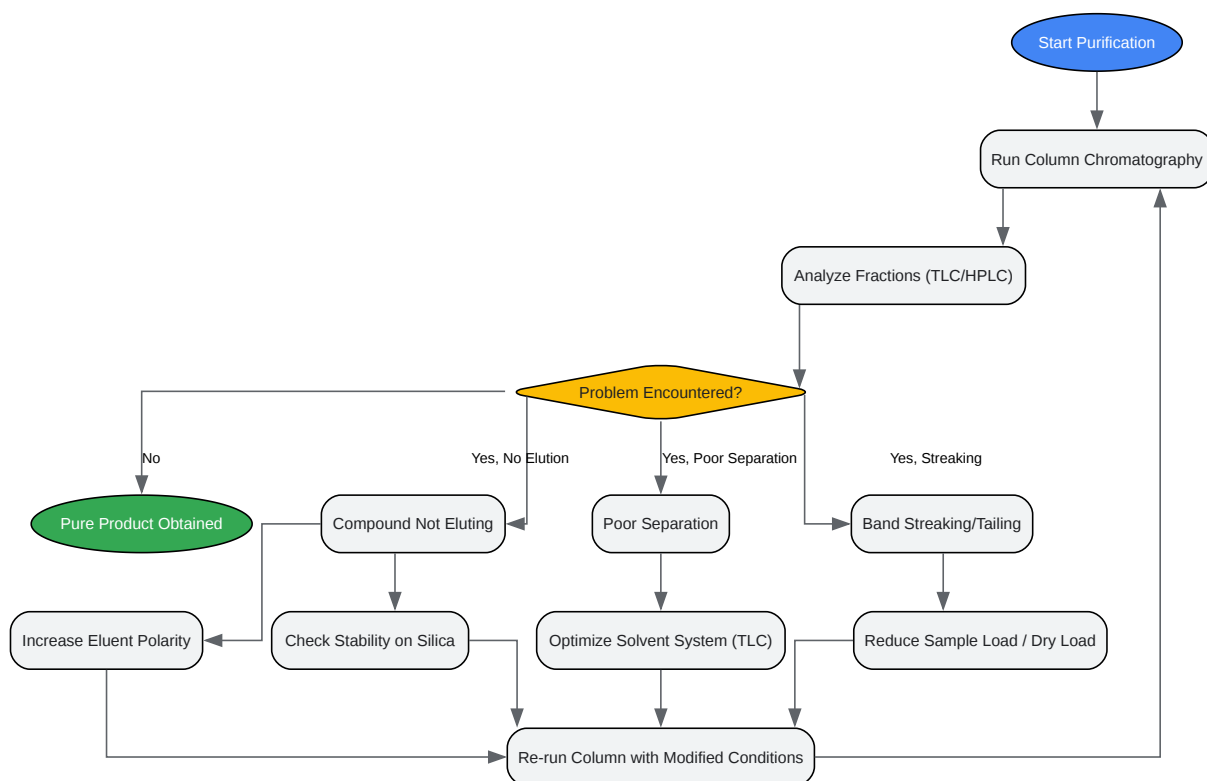 Start Purification
Run Column Chromatography
Analyze Fractions (TLC/HPLC)
Problem Encountered?
No
Yes, No Elution
Yes, Poor Separation
Yes, Streaking
Pure Product Obtained
Compound Not Eluting
Poor Separation
Band Streaking/Tailing
Increase Eluent Polarity
Check Stability on Silica
Optimize Solvent System (TLC)
Reduce Sample Load / Dry Load
Re-run Column with Modified Conditions